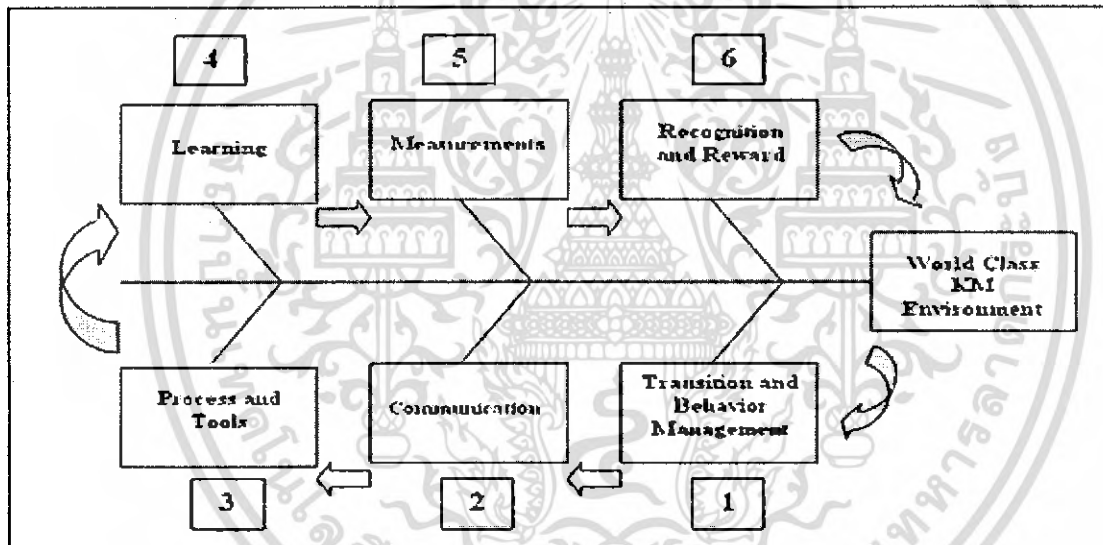 4
5
6
Learning
Measurements
Recognition
and Reward
World Class
KM
Environment
Process and
Tools
Communication
Transition and
Behavior
Management
3
2
1